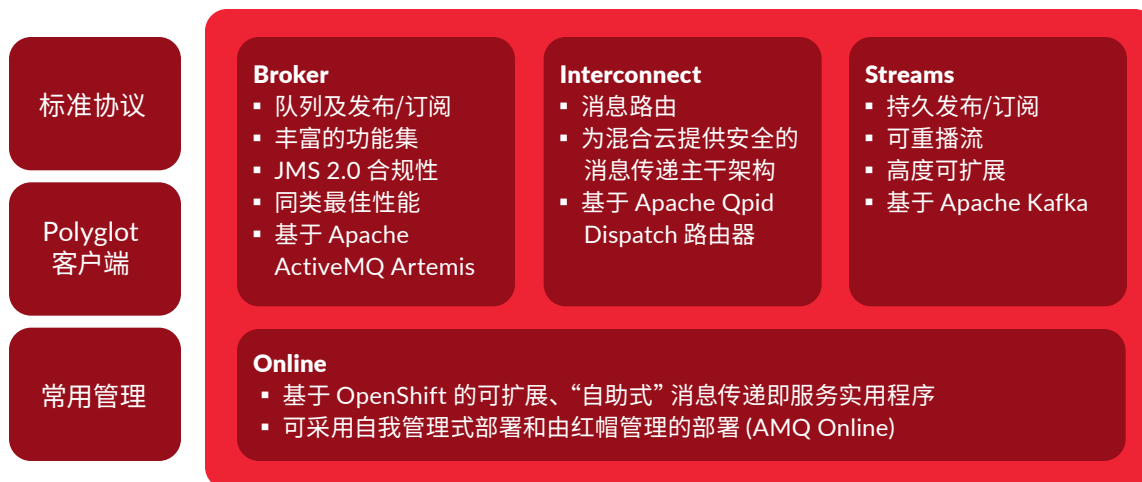 标准协议
Polyglot
客户端
常用管理
Broker
▪ 队列及发布/订阅
▪ 丰富的功能集
▪ JMS 2.0 合规性
▪ 同类最佳性能
▪ 基于 Apache
ActiveMQ Artemis
Interconnect
▪ 消息路由
▪ 为混合云提供安全的
消息传递主干架构
▪ 基于 Apache Qpid
Dispatch 路由器
Streams
▪ 持久发布/订阅
▪ 可重播流
▪ 高度可扩展
▪ 基于 Apache Kafka
Online
▪ 基于 OpenShift 的可扩展、“自助式” 消息传递即服务实用程序
▪ 可采用自我管理式部署和由红帽管理的部署 (AMQ Online)